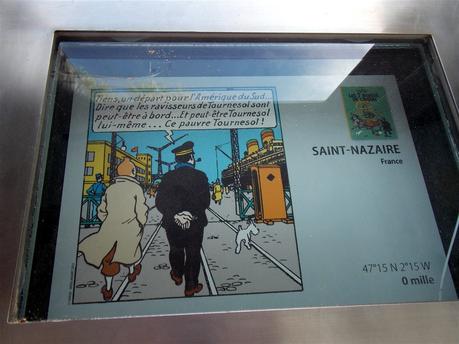 Tiens, un départ pour l'Amérique du Sud...
Dire que les ravisseurs de Tournesol sont
peut-être à bord...Et peut-être Tournesol
lui-même... Ce pauvre Tournesol !
SAINT-NAZAIRE
France
47°15 N 2°15 W
0 mille